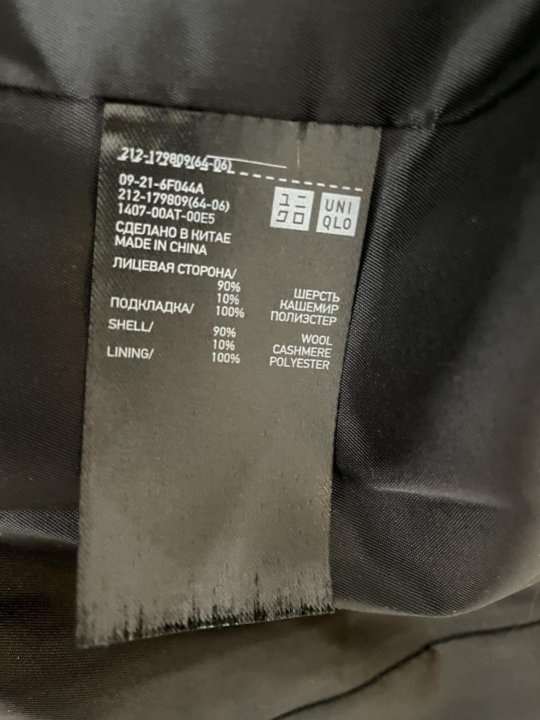 212-179809(64-06)
09-21-6F044A
212-179809(64-06)
1407-00AT-00E5
СДЕЛАНО В КИТАЕ
MADE IN CHINA
ユニ
クロ
UNI
QLO
ЛИЦЕВАЯ СТОРОНА/
90% ШЕРСТЬ
10% КАШЕМИР
ПОДКЛАДКА/ 100% ПОЛИЭСТЕР
SHELL/ 90% WOOL
10% CASHMERE
LINING/ 100% POLYESTER